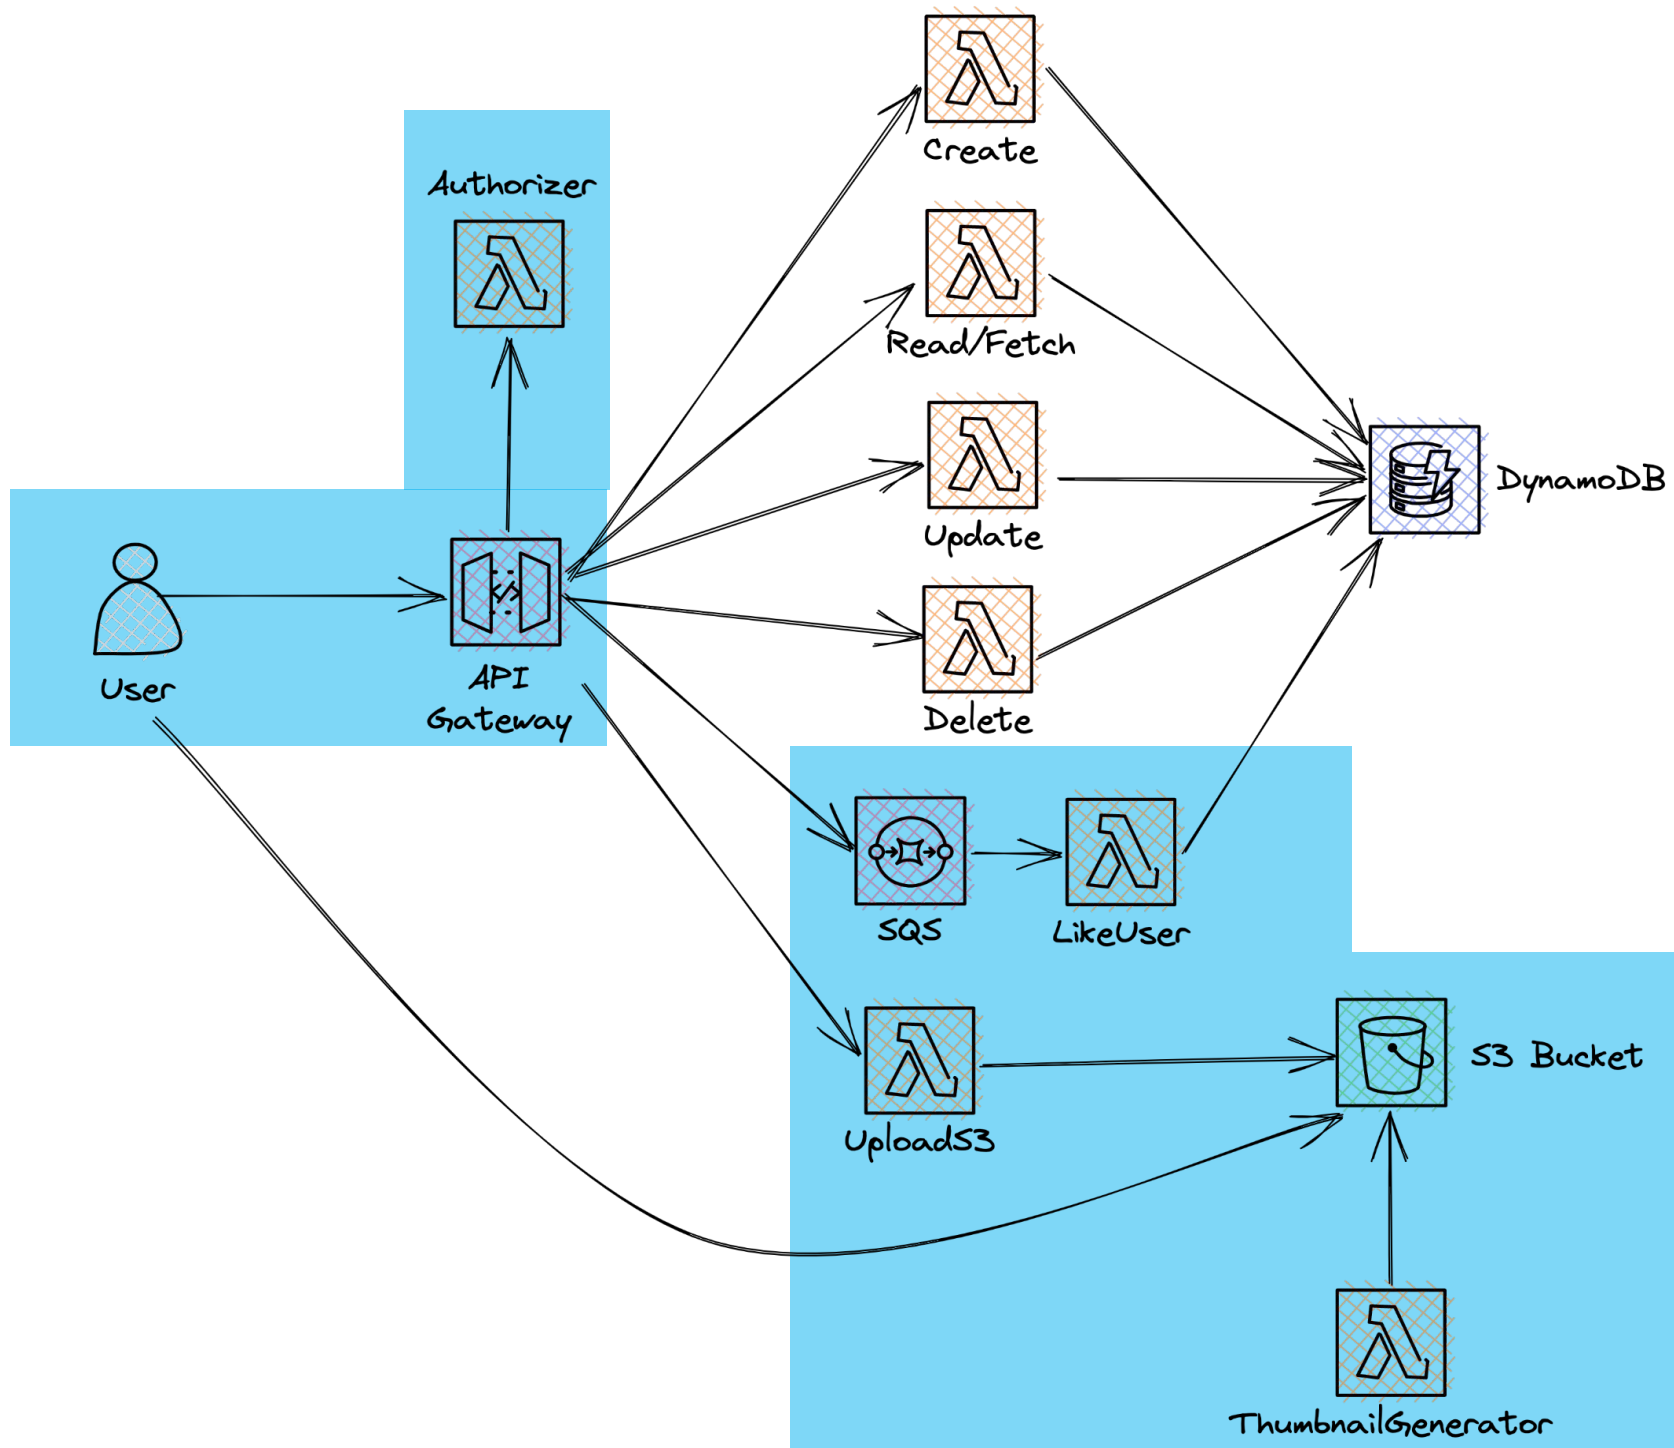 Create
Authorizer
Read/Fetch
DynamoDB
Update
</>
User
API
Gateway
Delete
SQS
LikeUser
S3 Bucket
UploadS3
ThumbnailGenerator